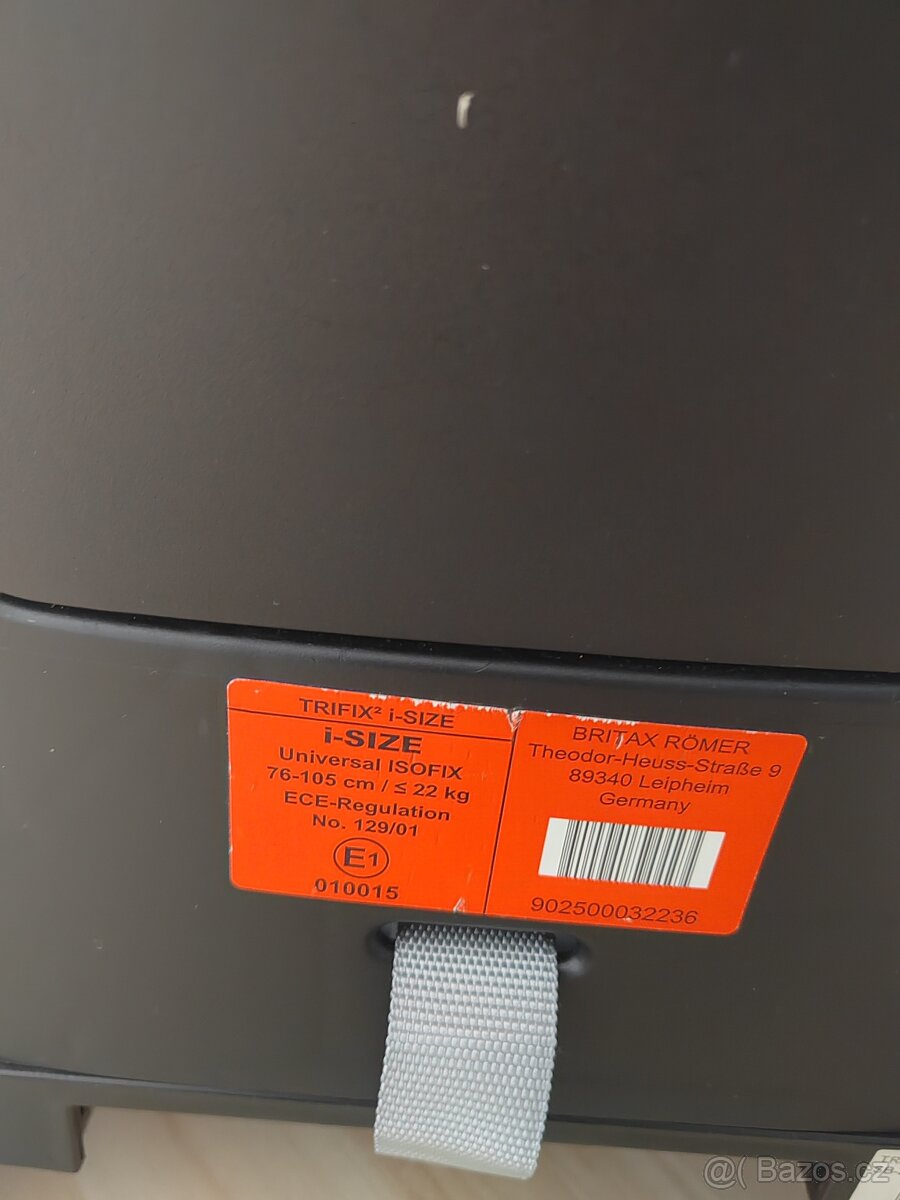 TRIFIX² i-SIZE
i-SIZE
Universal ISOFIX
76-105 cm / ≤ 22 kg
ECE-Regulation
No. 129/01
E1
010015
BRITAX RÖMER
Theodor-Heuss-Straße 9
89340 Leipheim
Germany
902500032236
@( Bazos.cz